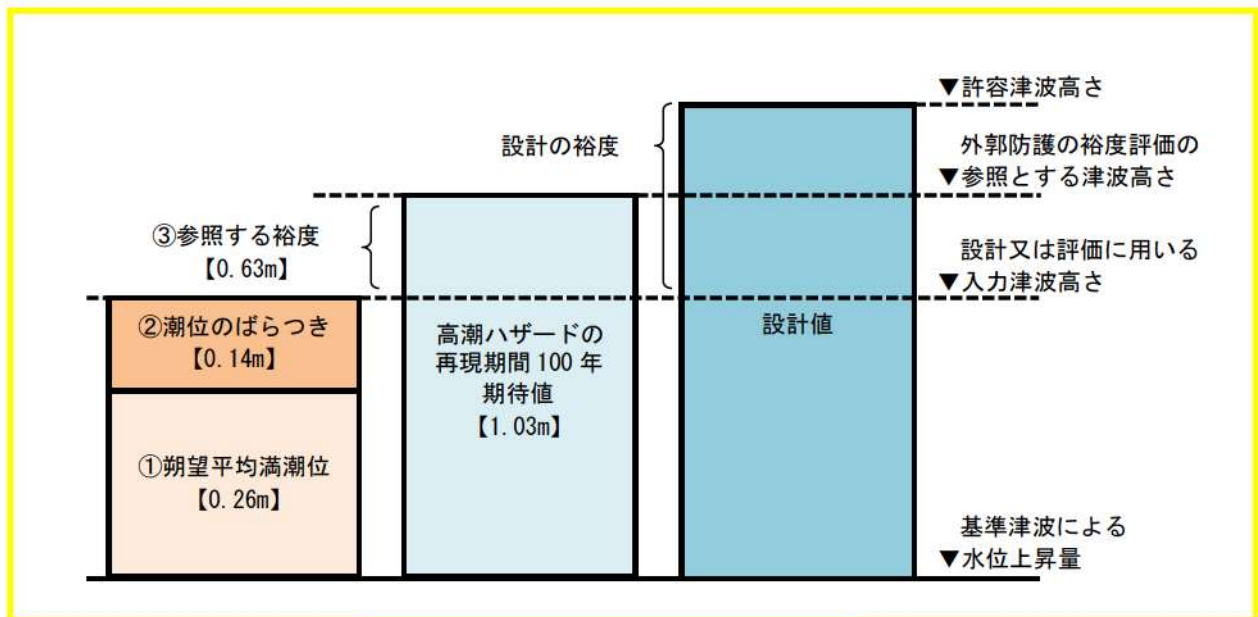 ▼許容津波高さ
設計の裕度
外郭防護の裕度評価の
▼参照とする津波高さ
③参照する裕度
【0.63m】
設計又は評価に用いる
▼入力津波高さ
②潮位のばらつき
【0.14m】
高潮ハザードの
再現期間 100 年
期待値
【1.03m】
設計値
①朔望平均満潮位
【0.26m】
基準津波による
▼水位上昇量